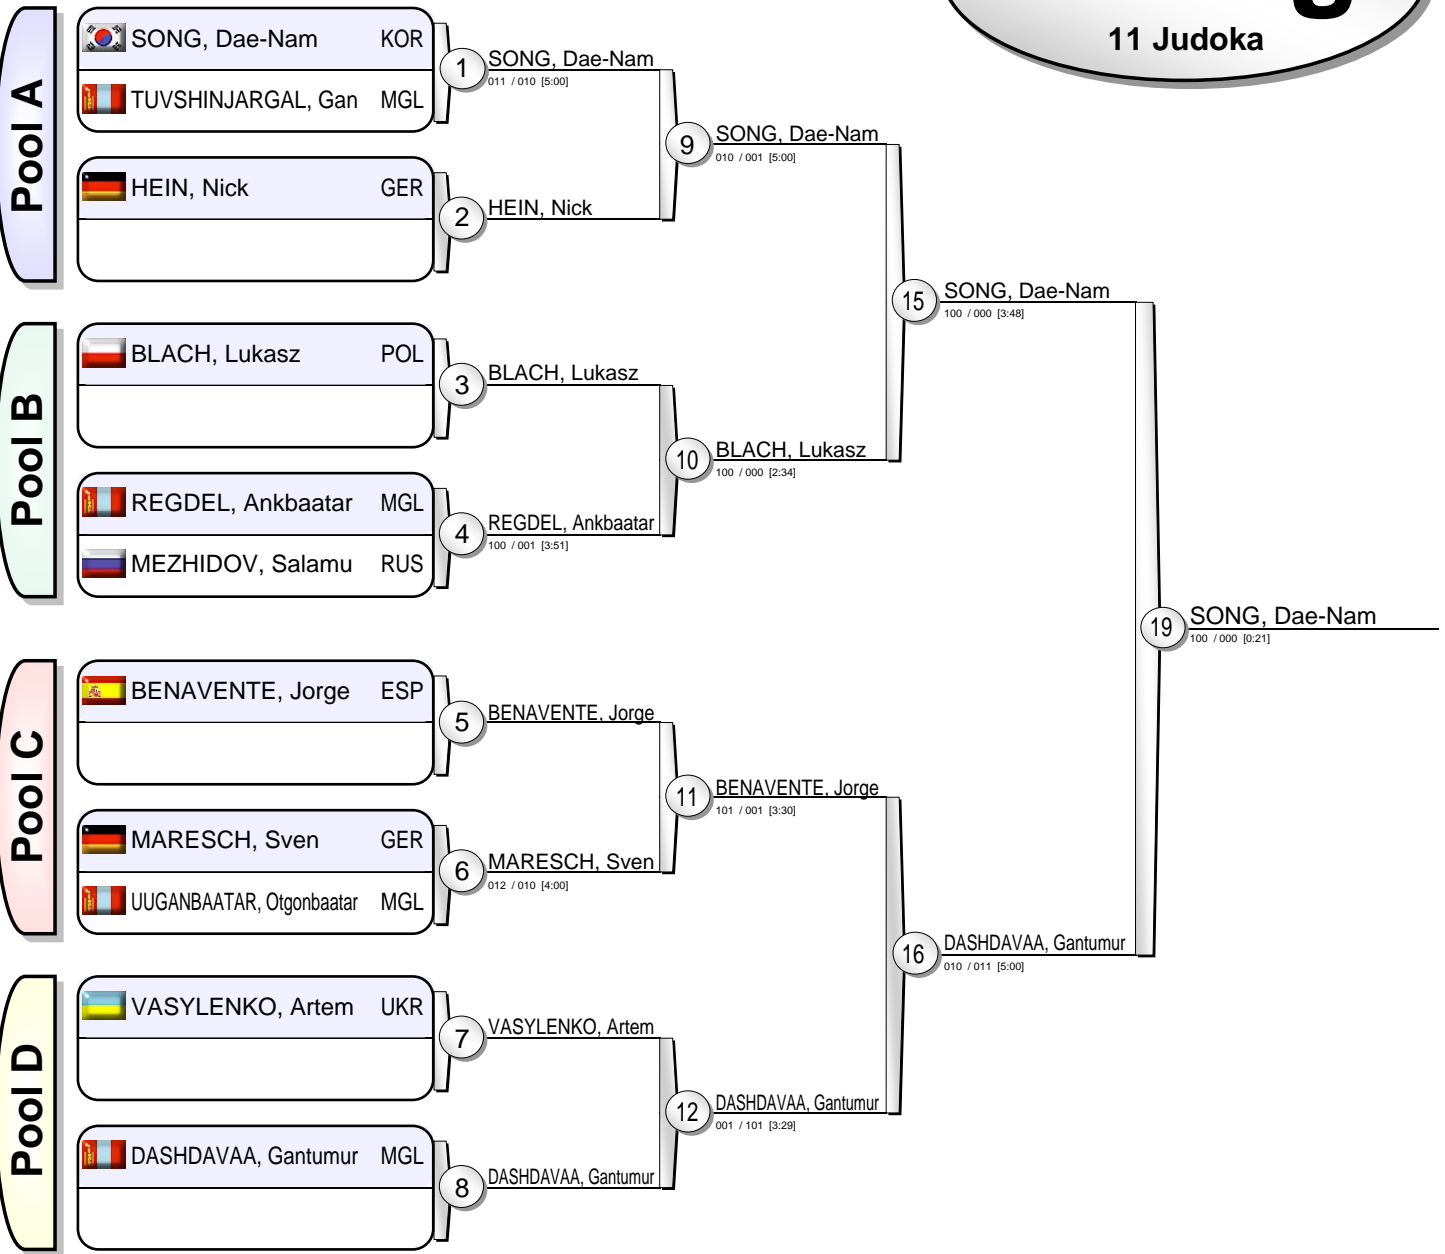 11 Judoka
Pool A
SONG, Dae-Nam KOR
TUVSHINJARGAL, Gan MGL
1
SONG, Dae-Nam
011 / 010 [5:00]
HEIN, Nick GER
2
HEIN, Nick
9
SONG, Dae-Nam
010 / 001 [5:00]
Pool B
BLACH, Lukasz POL
3
BLACH, Lukasz
REGDEL, Ankbaatar MGL
MEZHIDOV, Salamu RUS
4
REGDEL, Ankbaatar
100 / 001 [3:51]
10
BLACH, Lukasz
100 / 000 [2:34]
15
SONG, Dae-Nam
100 / 000 [3:48]
Pool C
BENAVENTE, Jorge ESP
5
BENAVENTE, Jorge
MARESCH, Sven GER
UUGANBAATAR, Otgonbaatar MGL
6
MARESCH, Sven
012 / 010 [4:00]
11
BENAVENTE, Jorge
101 / 001 [3:30]
Pool D
VASYLENKO, Artem UKR
7
VASYLENKO, Artem
DASHDAVAA, Gantumur MGL
8
DASHDAVAA, Gantumur
12
DASHDAVAA, Gantumur
001 / 101 [3:29]
16
DASHDAVAA, Gantumur
010 / 011 [5:00]
19
SONG, Dae-Nam
100 / 000 [0:21]